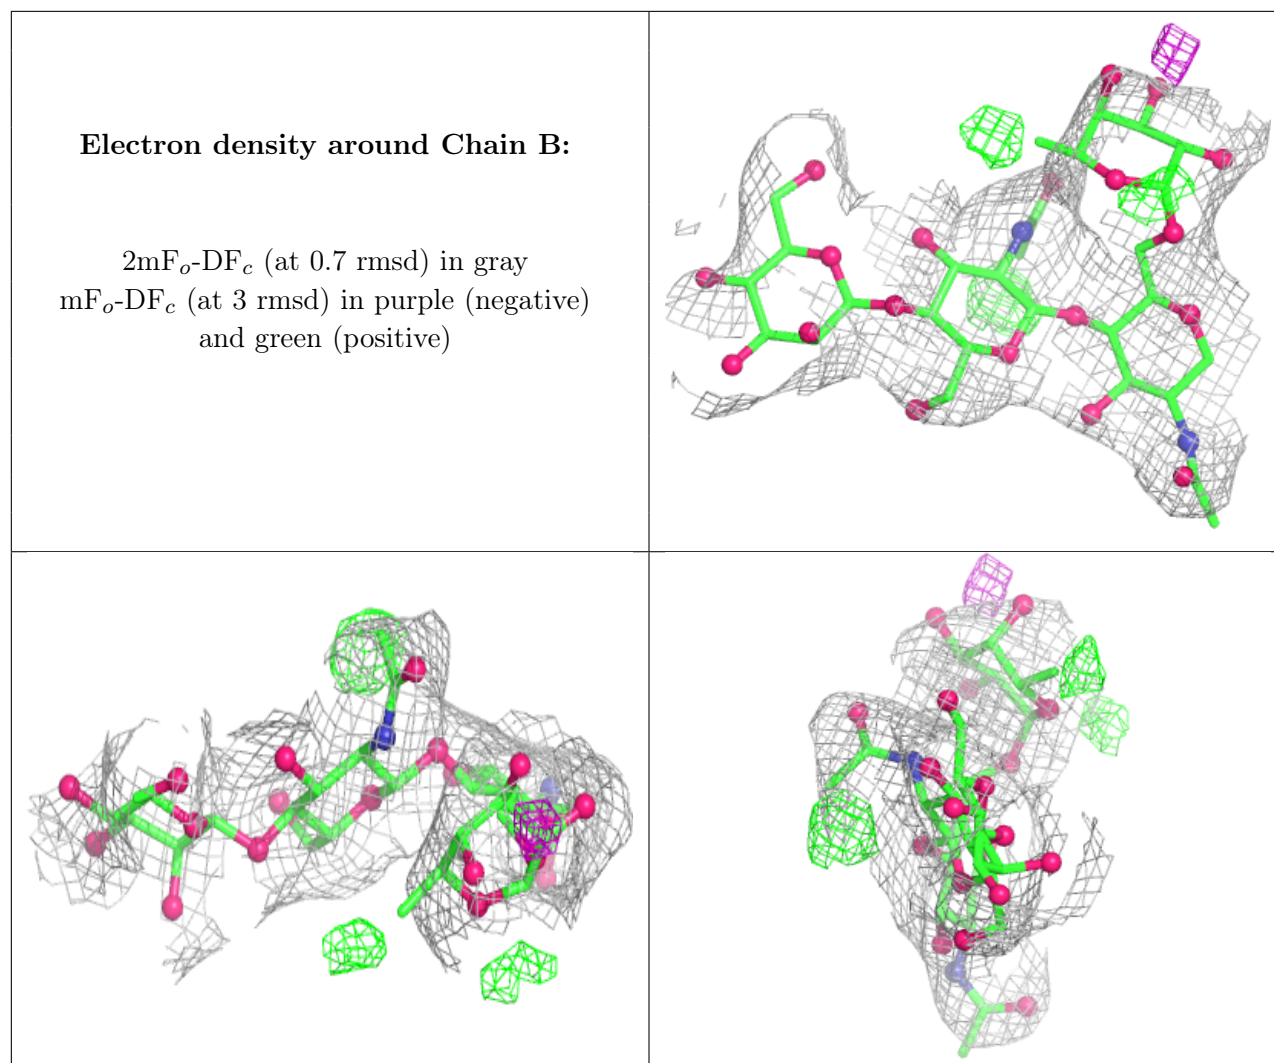 Electron density around Chain B:
2mFo-DFc (at 0.7 rmsd) in gray
mFo-DFc (at 3 rmsd) in purple (negative)
and green (positive)